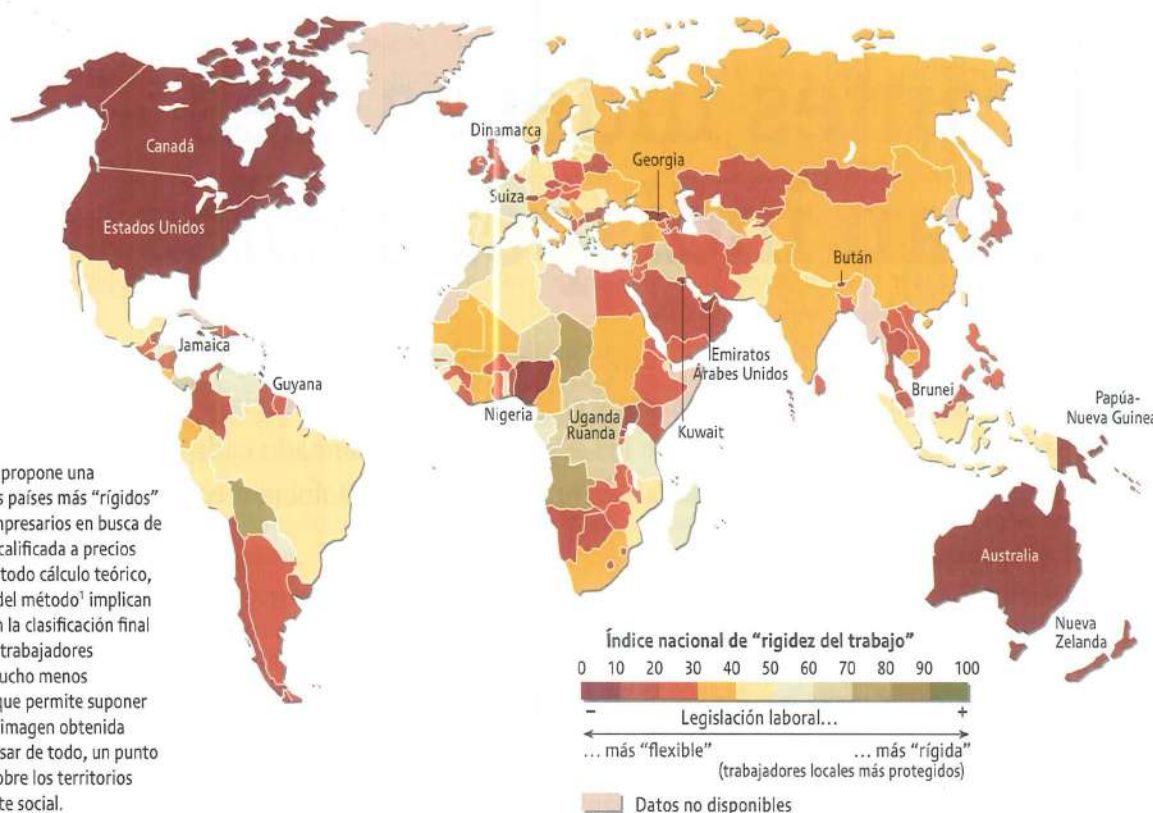 Canadá
Estados Unidos
Jamaica
Guyana
Dinamarca
Suiza
Georgia
Bután
Emiratos
Árabes Unidos
Nigeria
Uganda
Ruanda
Kuwait
Brunei
Papúa-
Nueva Guinea
Australia
Nueva
Zelanda
propone una
s países más "rígidos"
mpresarios en busca de
calificada a precios
todo cálculo teórico,
del método¹ implican
n la clasificación final
trabajadores
ucho menos
que permite suponer
imagen obtenida
sar de todo, un punto
obre los territorios
te social.
Índice nacional de "rigidez del trabajo"
0 10 20 30 40 50 60 70 80 90 100
– +
Legislación laboral...
... más "flexible" ... más "rígida"
(trabajadores locales más protegidos)
Datos no disponibles